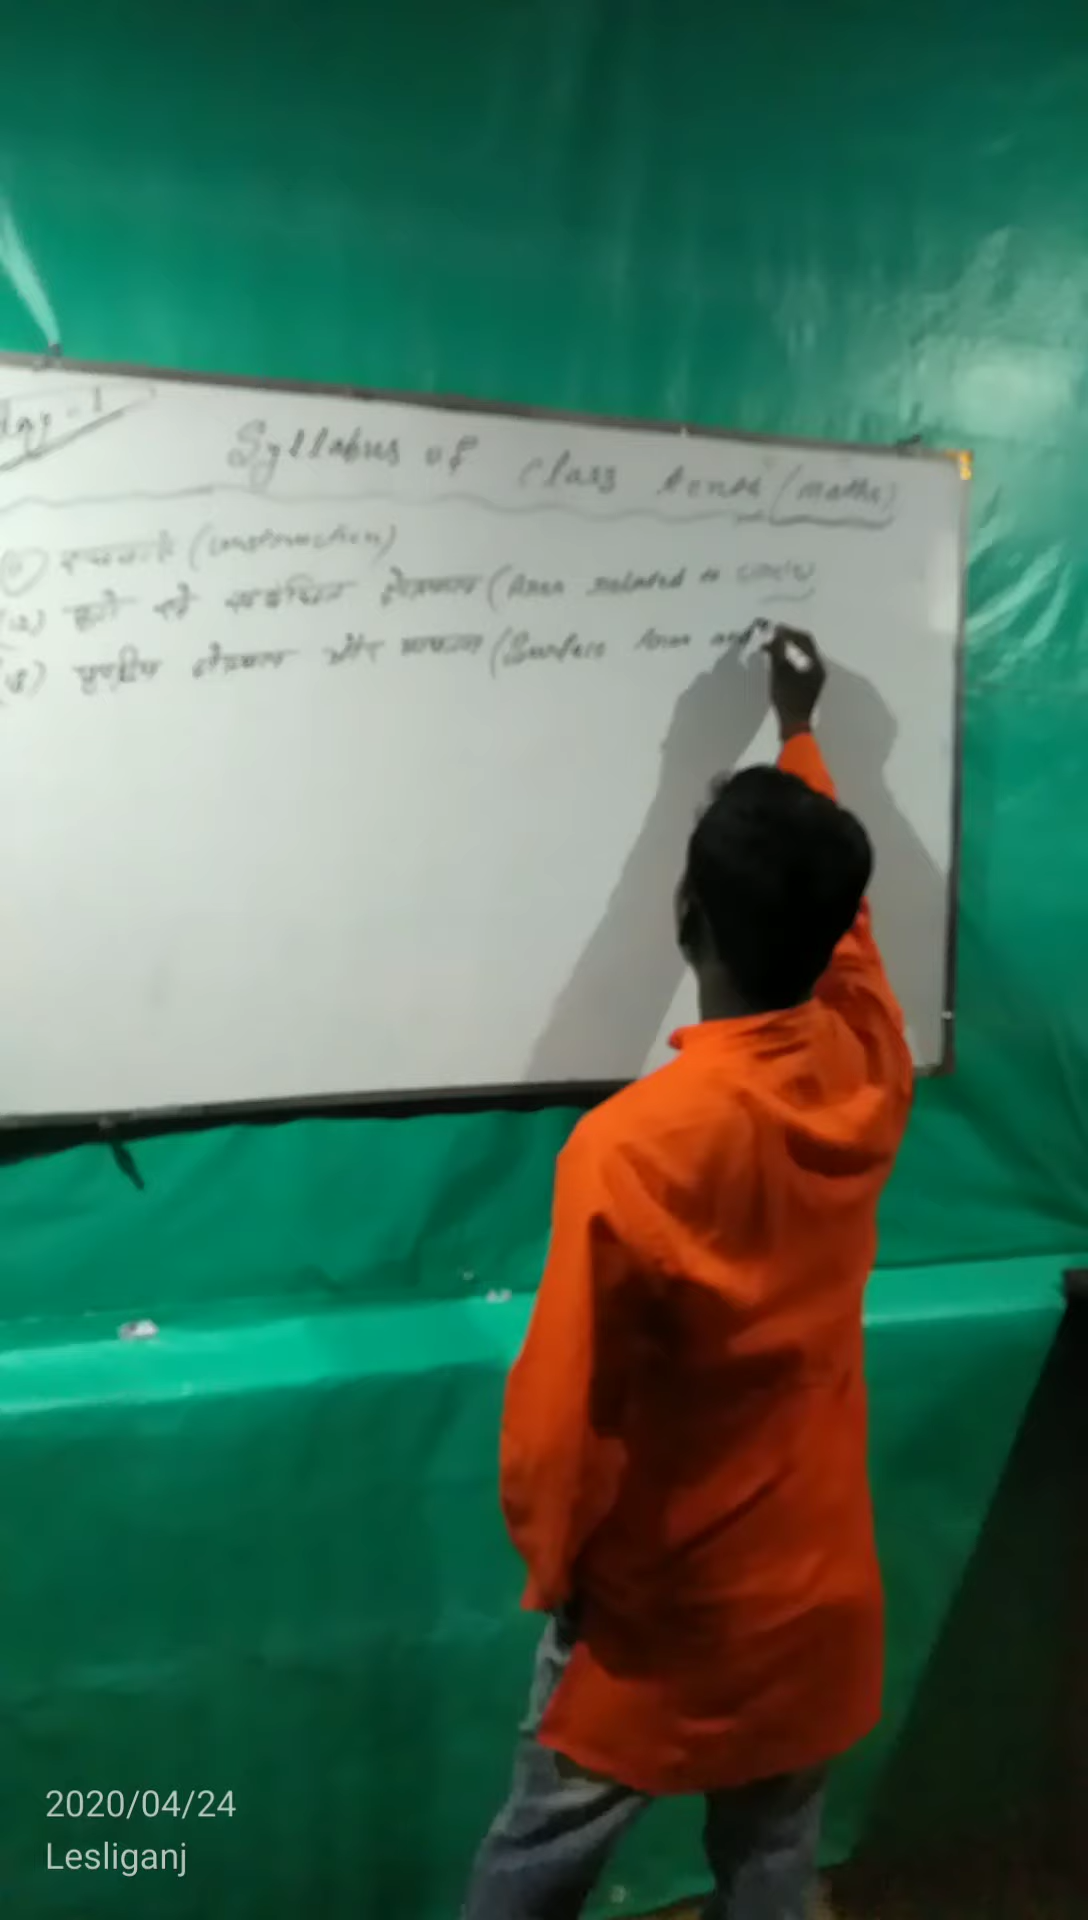 Day-1
Syllabus of class tenth (maths)
रचनाएँ (construction)
(2) वृतों से संबंधित क्षेत्रफल (Area related to circle)
(3) पृष्ठीय क्षेत्रफल और आयतन (Surface Area and
2020/04/24
Lesliganj